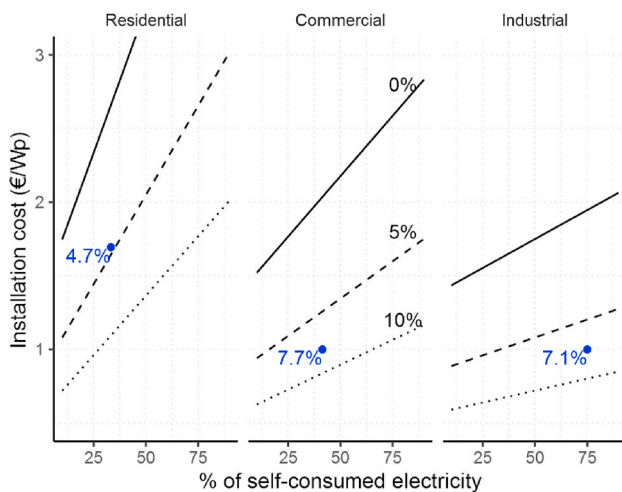 Residential Commercial Industrial
3
2
1
Installation cost (€/Wp)
0%
5%
10%
4.7%
7.7%
7.1%
25 50 75 25 50 75 25 50 75
% of self-consumed electricity